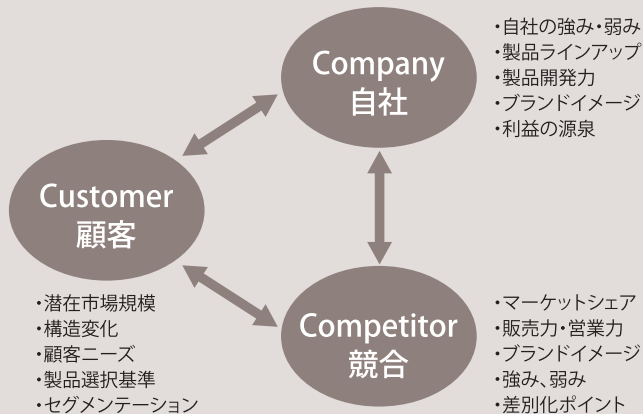 Company
自社
・自社の強み・弱み
・製品ラインアップ
・製品開発力
・ブランドイメージ
・利益の源泉
Customer
顧客
・潜在市場規模
・構造変化
・顧客ニーズ
・製品選択基準
・セグメンテーション
Competitor
競合
・マーケットシェア
・販売力・営業力
・ブランドイメージ
・強み、弱み
・差別化ポイント